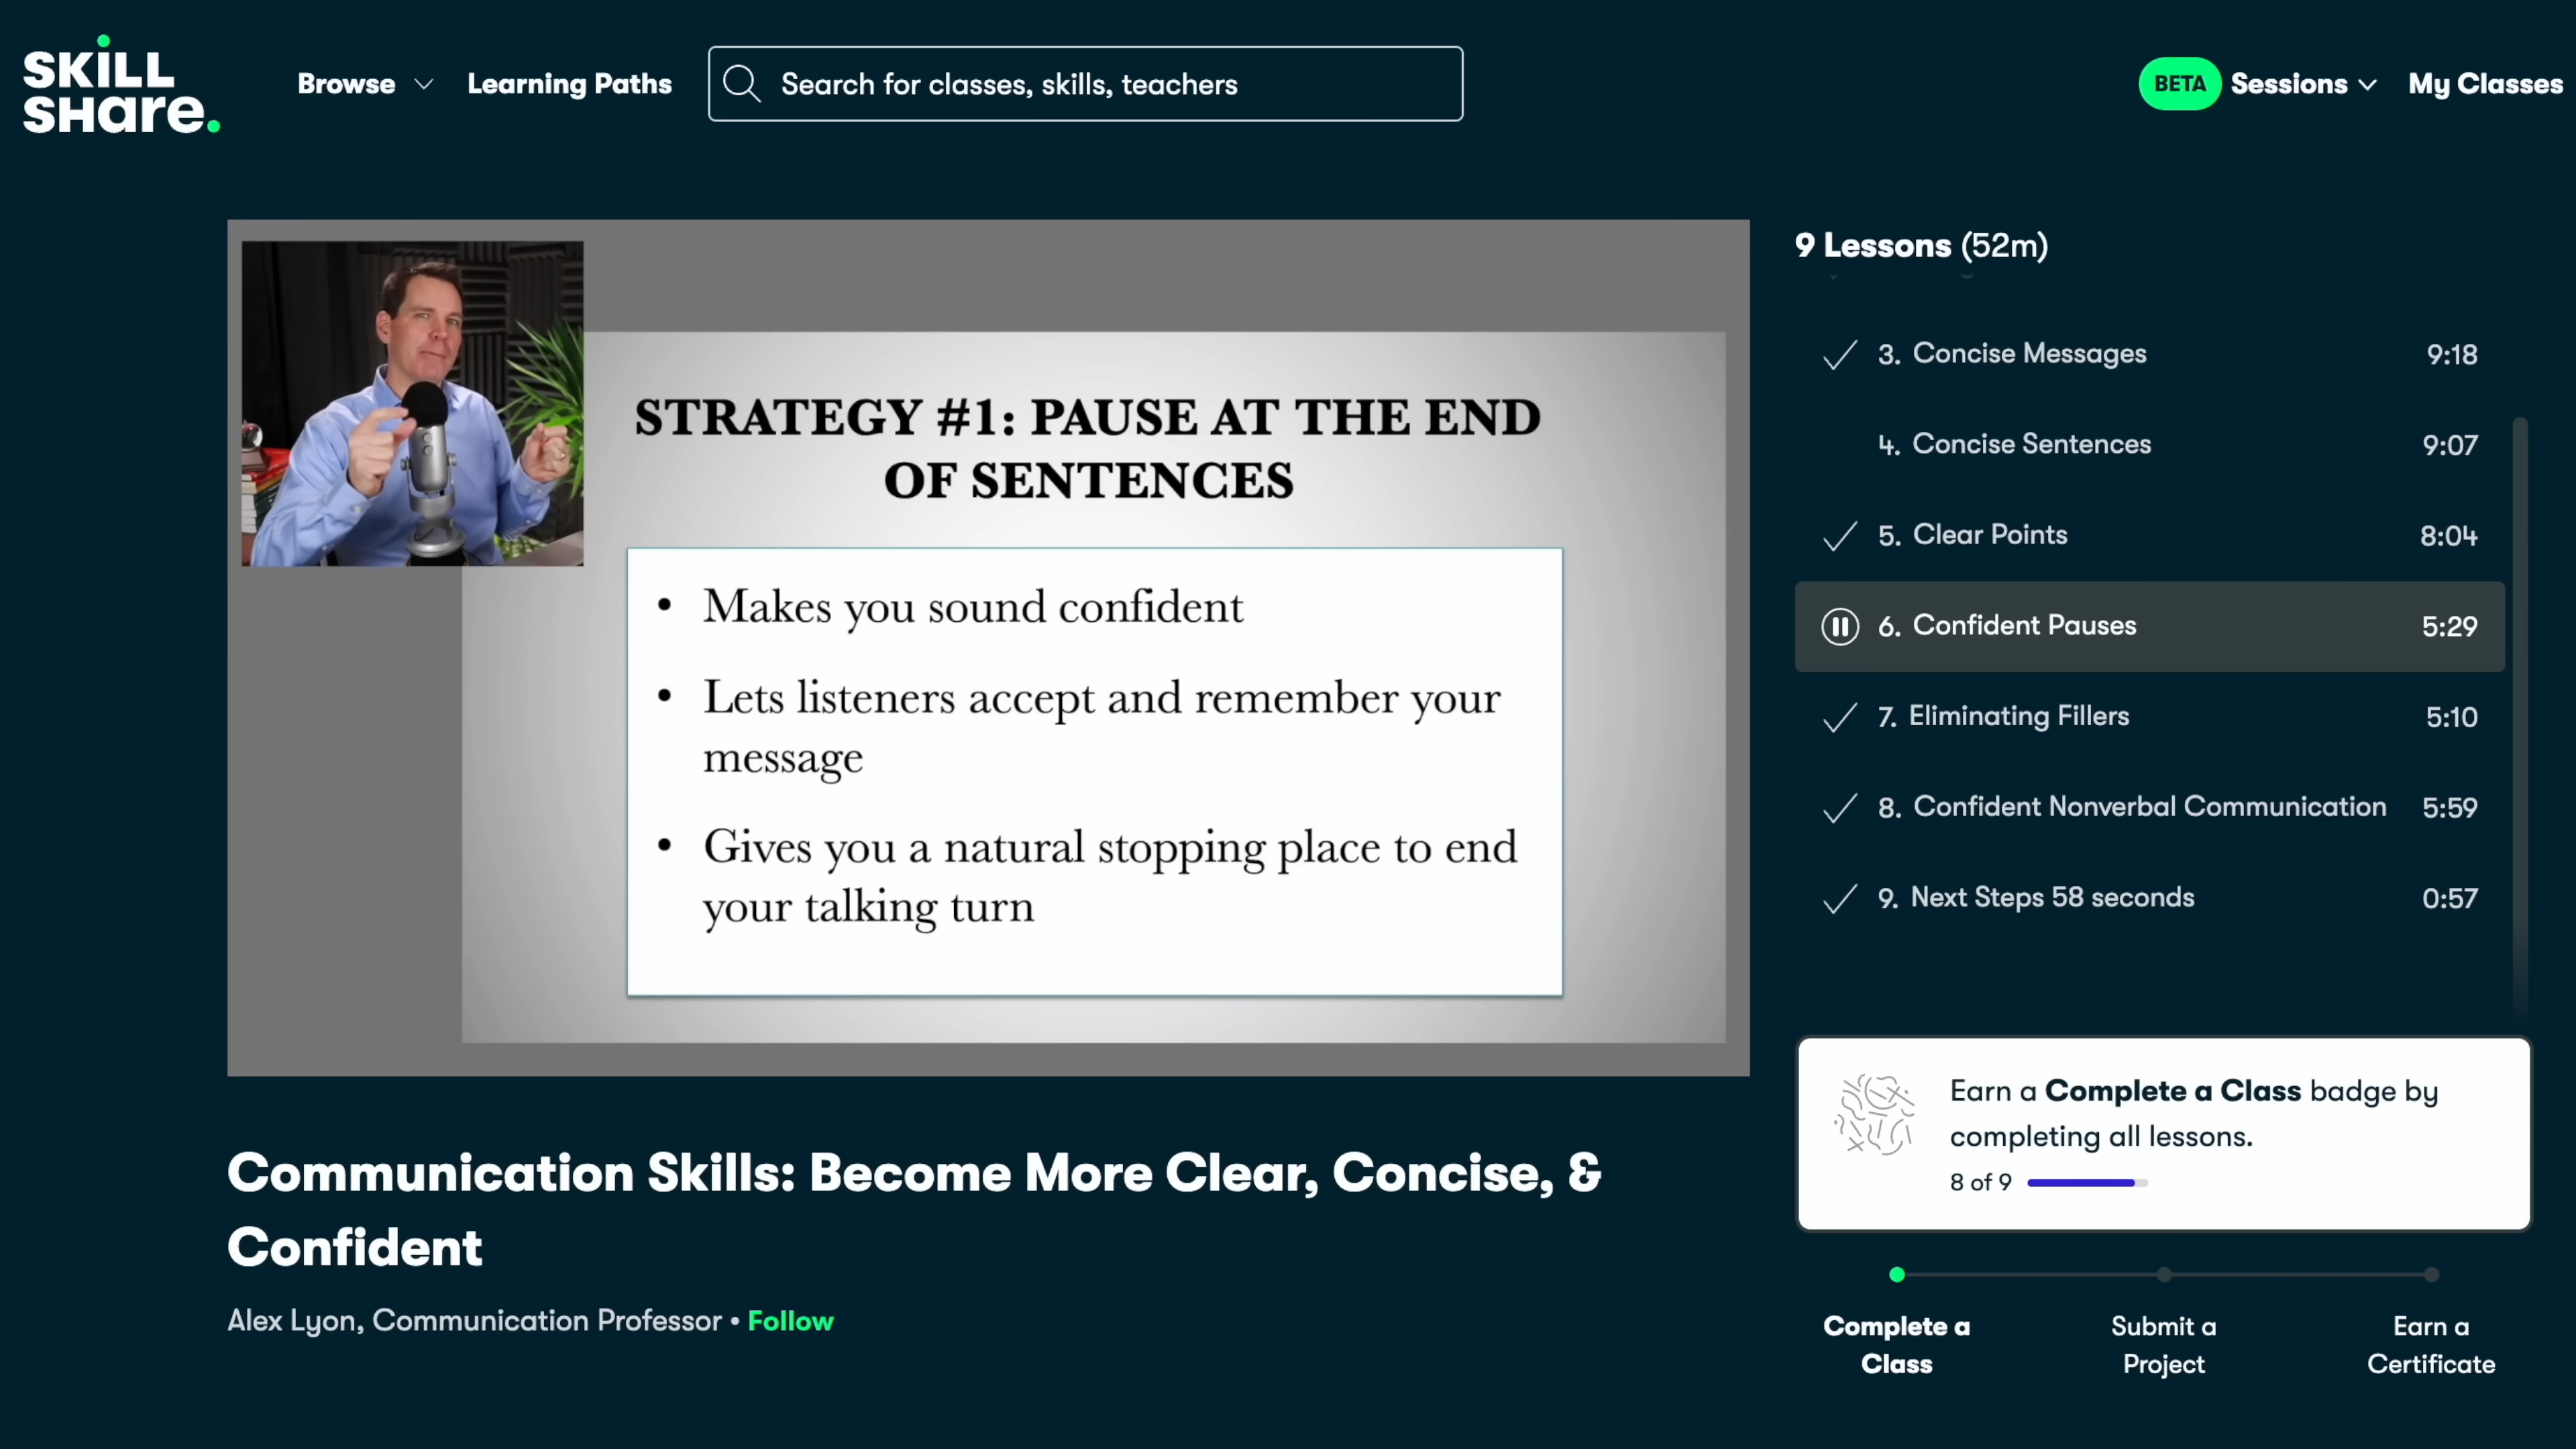 SKILL
SHare.
Browse
Learning Paths
Search for classes, skills, teachers
BETA
Sessions
My Classes
STRATEGY #1: PAUSE AT THE END
OF SENTENCES
• Makes you sound confident
• Lets listeners accept and remember your
message
• Gives you a natural stopping place to end
your talking turn
9 Lessons (52m)
3. Concise Messages 9:18
4. Concise Sentences 9:07
5. Clear Points 8:04
6. Confident Pauses 5:29
7. Eliminating Fillers 5:10
8. Confident Nonverbal Communication 5:59
9. Next Steps 58 seconds 0:57
Earn a Complete a Class badge by
completing all lessons.
8 of 9
Complete a
Class
Submit a
Project
Earn a
Certificate
Communication Skills: Become More Clear, Concise, &
Confident
Alex Lyon, Communication Professor • Follow